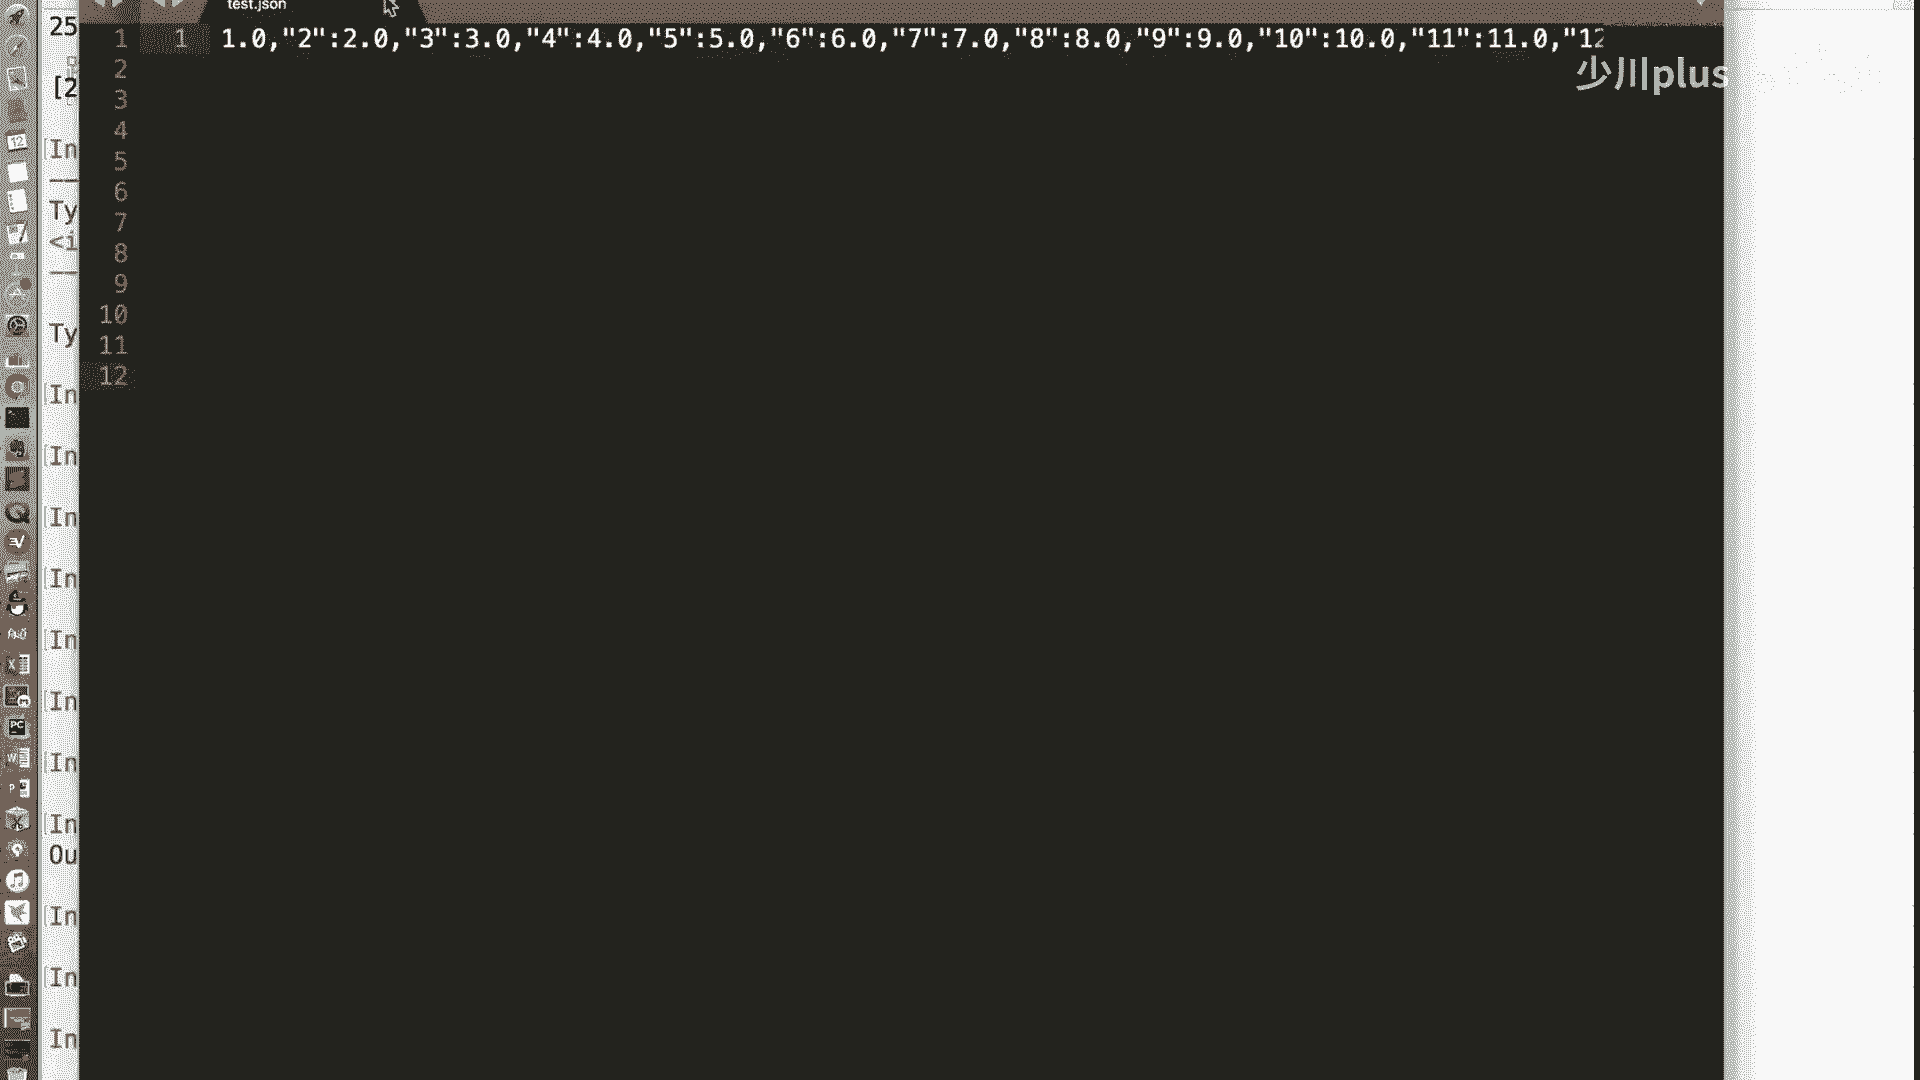 test.json
1 1.0,"2":2.0,"3":3.0,"4":4.0,"5":5.0,"6":6.0,"7":7.0,"8":8.0,"9":9.0,"10":10.0,"11":11.0,"12
少川plus
25
[2
[In
Ty
<i
Ty
[In
[In
[In
[In
[In
[In
[In
[In
Ou
[In
[In
In
1
2
3
4
5
6
7
8
9
10
11
12
12
PC